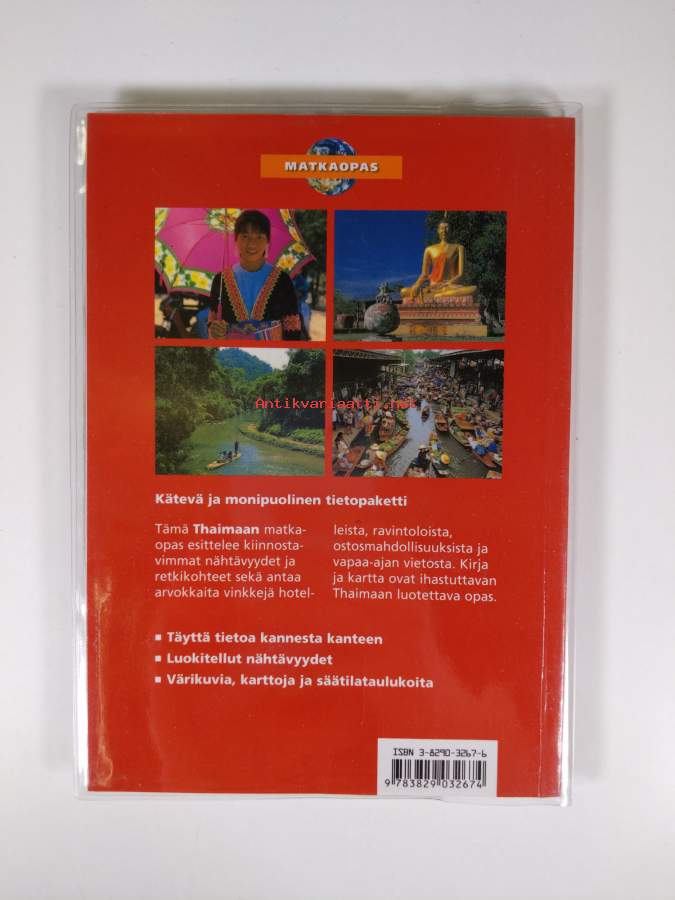 MATKAOPAS
Antikvariaatti.net
Kätevä ja monipuolinen tietopaketti
Tämä Thaimaan matka-
opas esittelee kiinnosta-
vimmat nähtävyydet ja
retkikohteet sekä antaa
arvokkaita vinkkejä hotel-
leista, ravintoloista,
ostosmahdollisuuksista ja
vapaa-ajan vietosta. Kirja
ja kartta ovat ihastuttavan
Thaimaan luotettava opas.
▪ Täyttä tietoa kannesta kanteen
▪ Luokitellut nähtävyydet
▪ Värikuvia, karttoja ja säätilataulukoita
ISBN 3-8290-3267-6
9 783829 032674